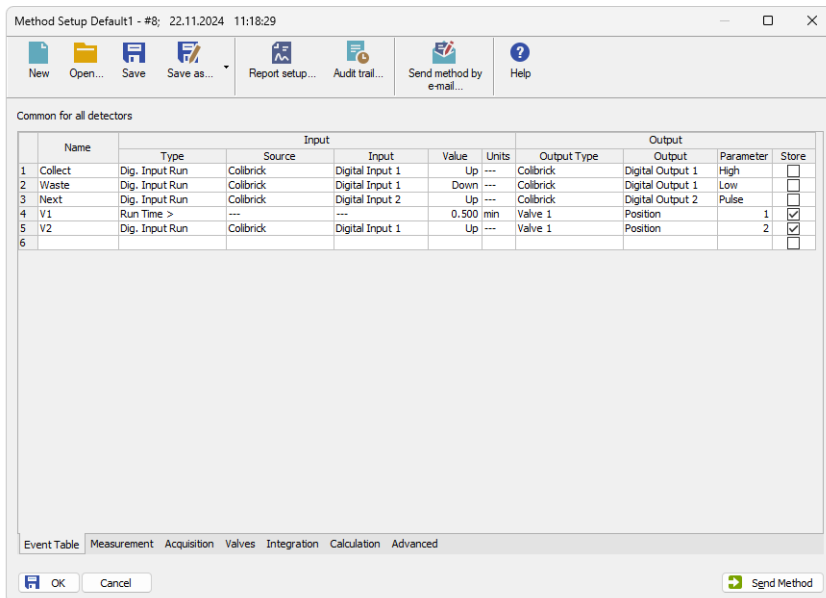 Method Setup Default1 - #8;  22.11.2024  11:18:29
New Open... Save Save as... Report setup... Audit trail... Send method by e-mail... Help
Common for all detectors
Name Input Output
Type Source Input Value Units Output Type Output Parameter Store
1 Collect Dig. Input Run Colibrick Digital Input 1 Up --- Colibrick Digital Output 1 High
2 Waste Dig. Input Run Colibrick Digital Input 1 Down --- Colibrick Digital Output 1 Low
3 Next Dig. Input Run Colibrick Digital Input 2 Up --- Colibrick Digital Output 2 Pulse
4 V1 Run Time > --- --- 0.500 min Valve 1 Position 1
5 V2 Dig. Input Run Colibrick Digital Input 1 Up --- Valve 1 Position 2
6
Event Table Measurement Acquisition Valves Integration Calculation Advanced
OK Cancel Send Method